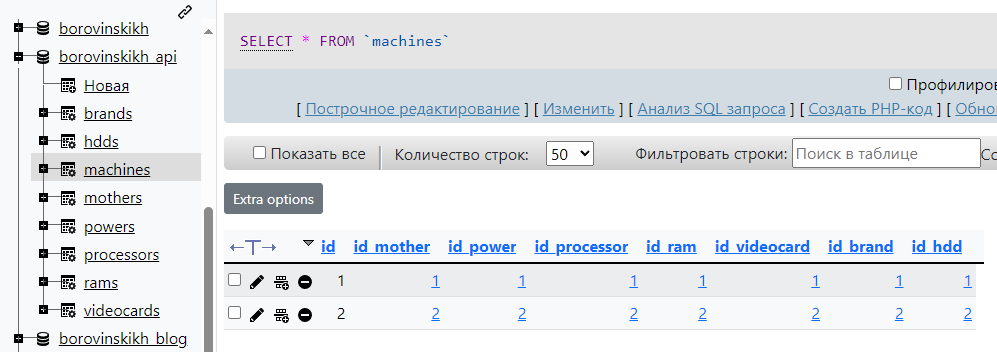 borovinskikh
borovinskikh_api
Новая
brands
hdds
machines
mothers
powers
processors
rams
videocards
borovinskikh_blog
SELECT * FROM `machines`
[ Построчное редактирование ] [ Изменить ] [ Анализ SQL запроса ] [ Создать PHP-код ] [
Показать все Количество строк: 50 Фильтровать строки: Поиск в таблице
Extra options
←T→ id id_mother id_power id_processor id_ram id_videocard id_brand id_hdd
1 1 1 1 1 1 1 1
2 2 2 2 2 2 2 2